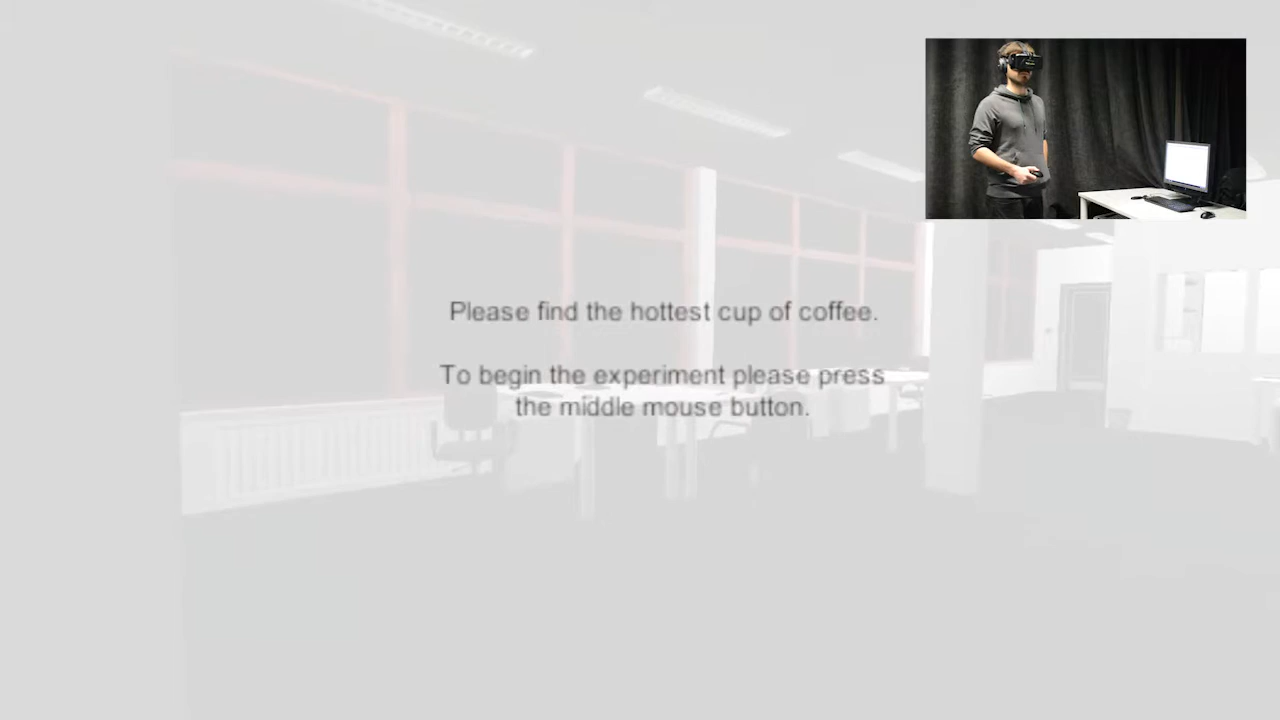 Please find the hottest cup of coffee.
To begin the experiment please press
the middle mouse button.